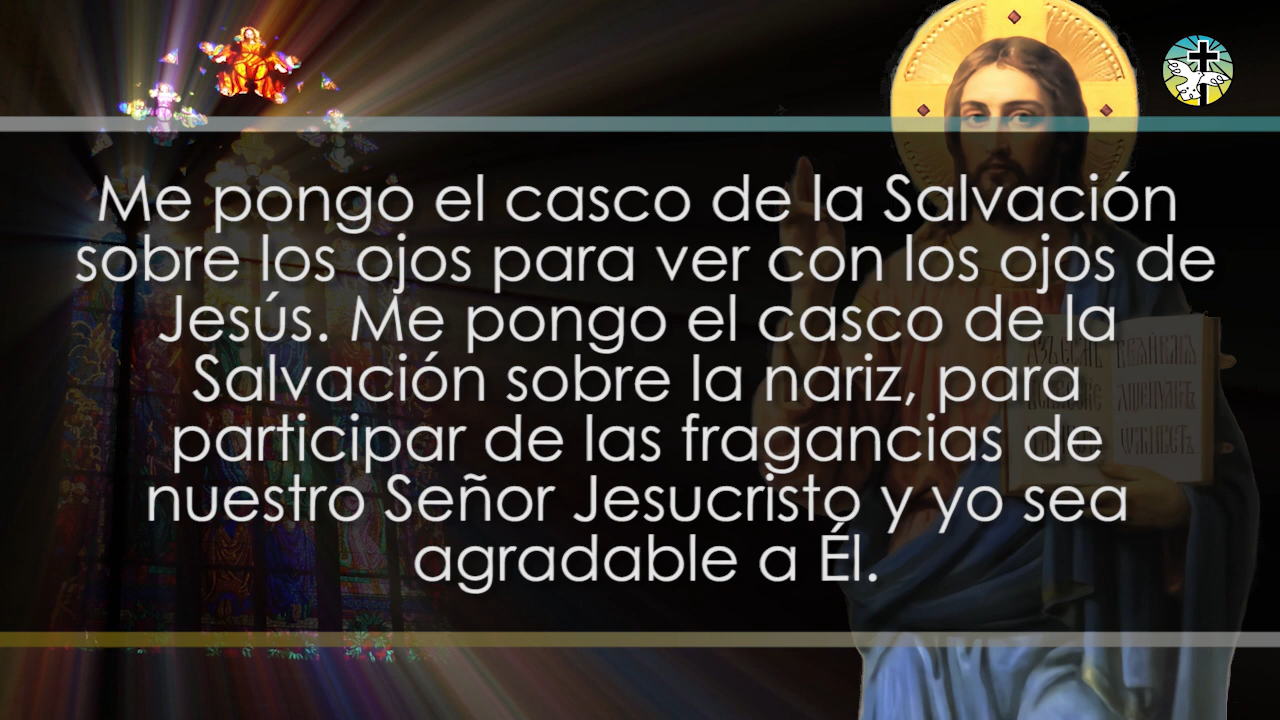 Me pongo el casco de la Salvación
sobre los ojos para ver con los ojos de
Jesús. Me pongo el casco de la
Salvación sobre la nariz, para
participar de las fragancias de
nuestro Señor Jesucristo y yo sea
agradable a Él.